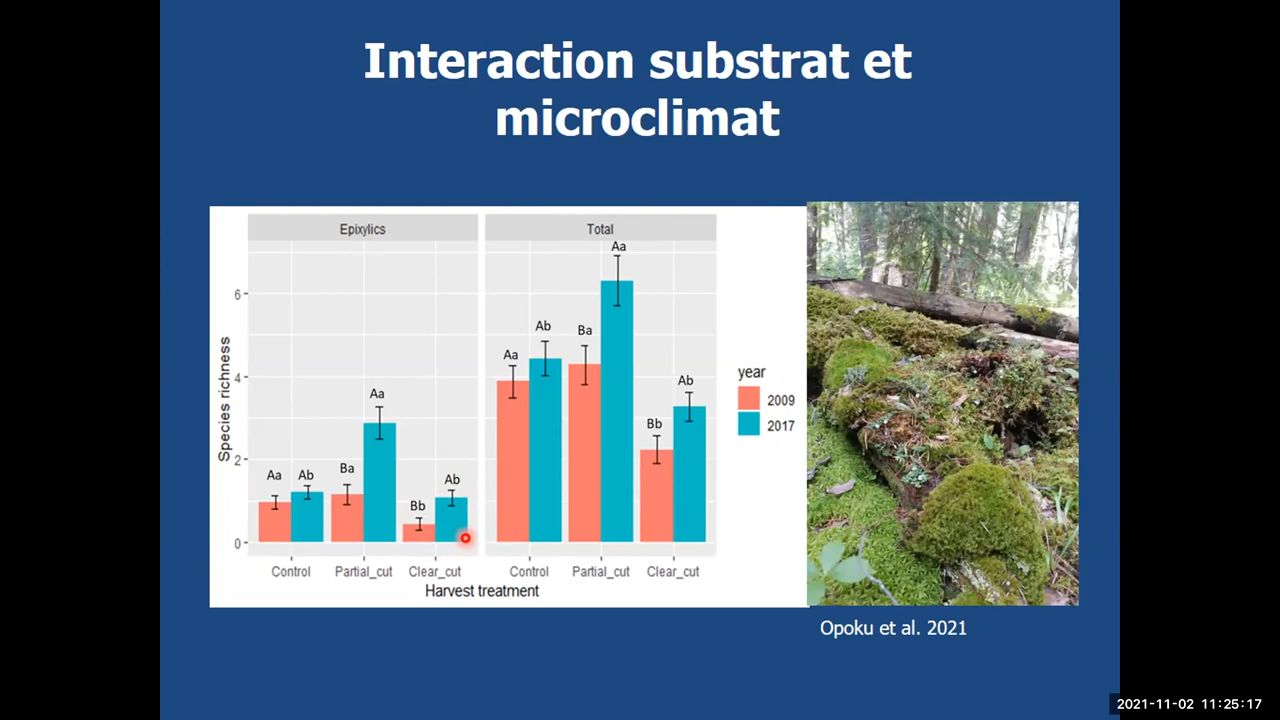 Interaction substrat et
microclimat
Epixylics
Total
Species richness
6
4
2
0
Aa
Ab
Ba
Aa
Bb
Ab
Aa
Ab
Ba
Aa
Bb
Ab
Control
Partial_cut
Clear_cut
Control
Partial_cut
Clear_cut
Harvest treatment
year
2009
2017
Opoku et al. 2021
2021-11-02 11:25:17